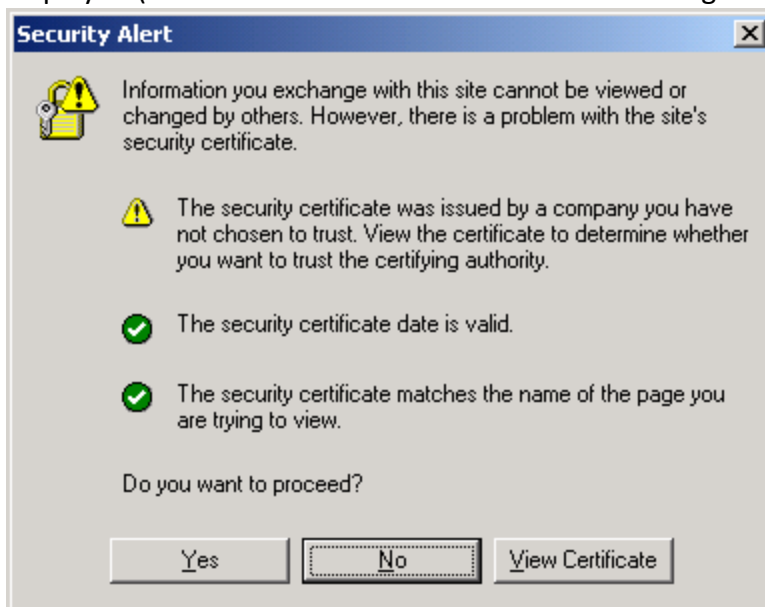 Security Alert
Information you exchange with this site cannot be viewed or
changed by others. However, there is a problem with the site's
security certificate.
The security certificate was issued by a company you have
not chosen to trust. View the certificate to determine whether
you want to trust the certifying authority.
The security certificate date is valid.
The security certificate matches the name of the page you
are trying to view.
Do you want to proceed?
Yes No View Certificate